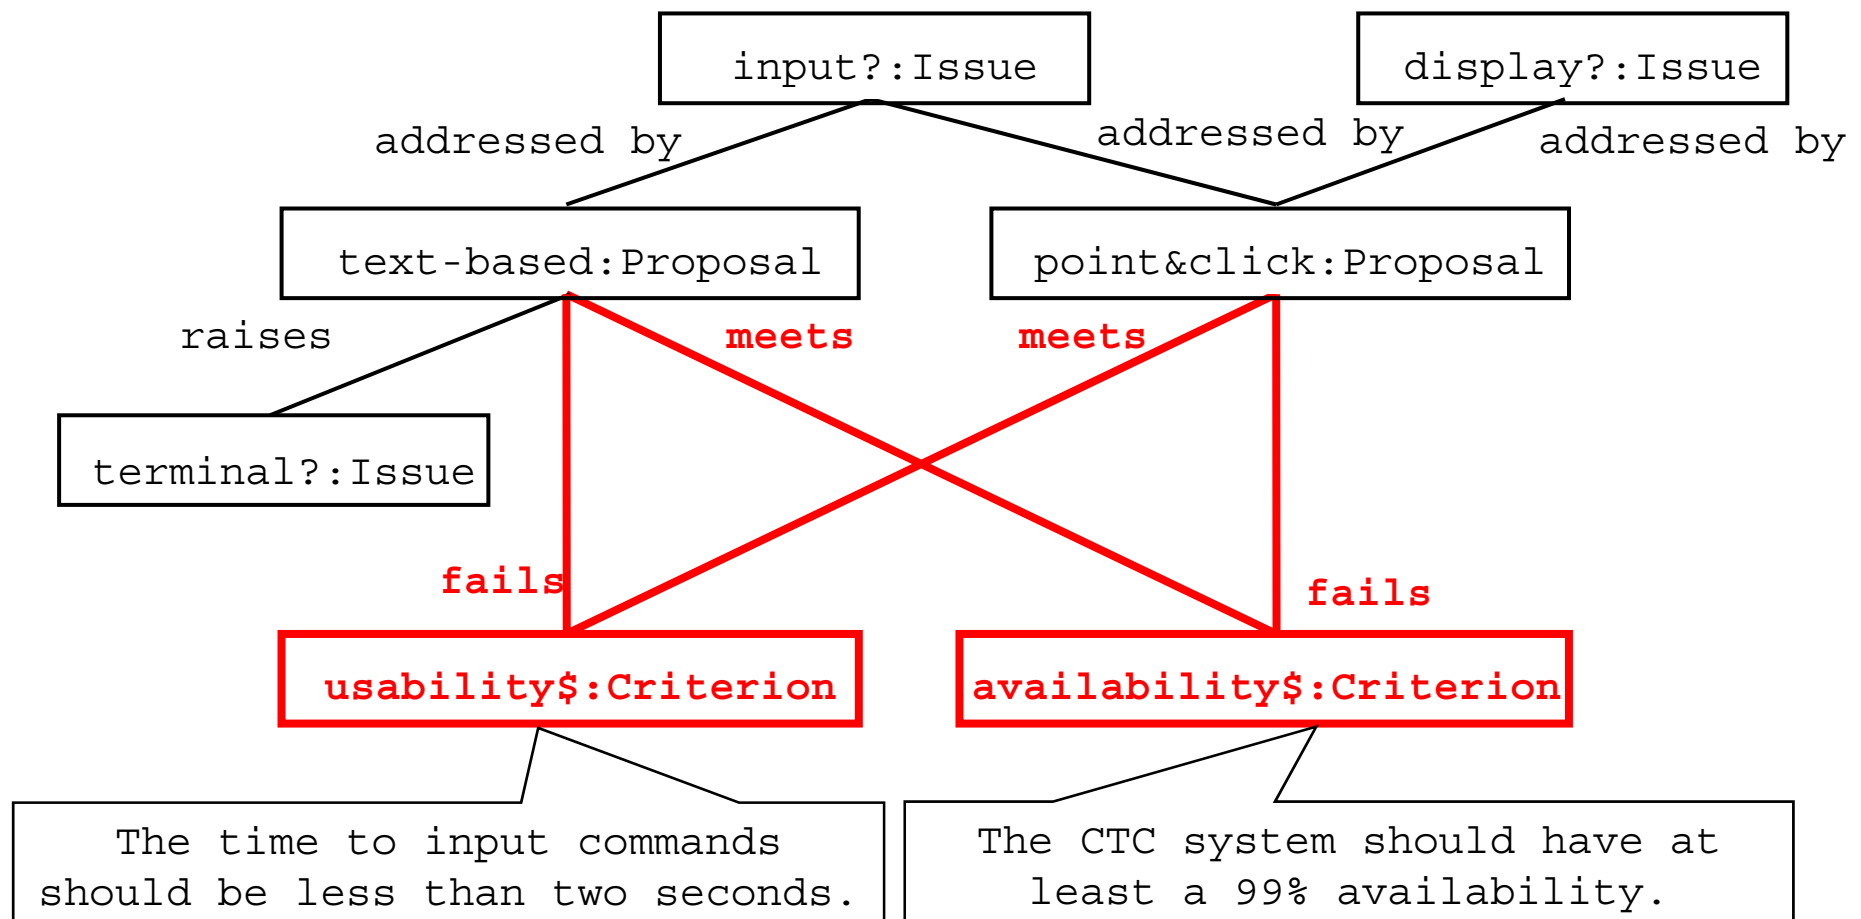 input?:Issue
display?:Issue
addressed by
addressed by
addressed by
text-based:Proposal
point&click:Proposal
raises
meets
meets
terminal?:Issue
fails
fails
usability$:Criterion
availability$:Criterion
The time to input commands
should be less than two seconds.
The CTC system should have at
least a 99% availability.